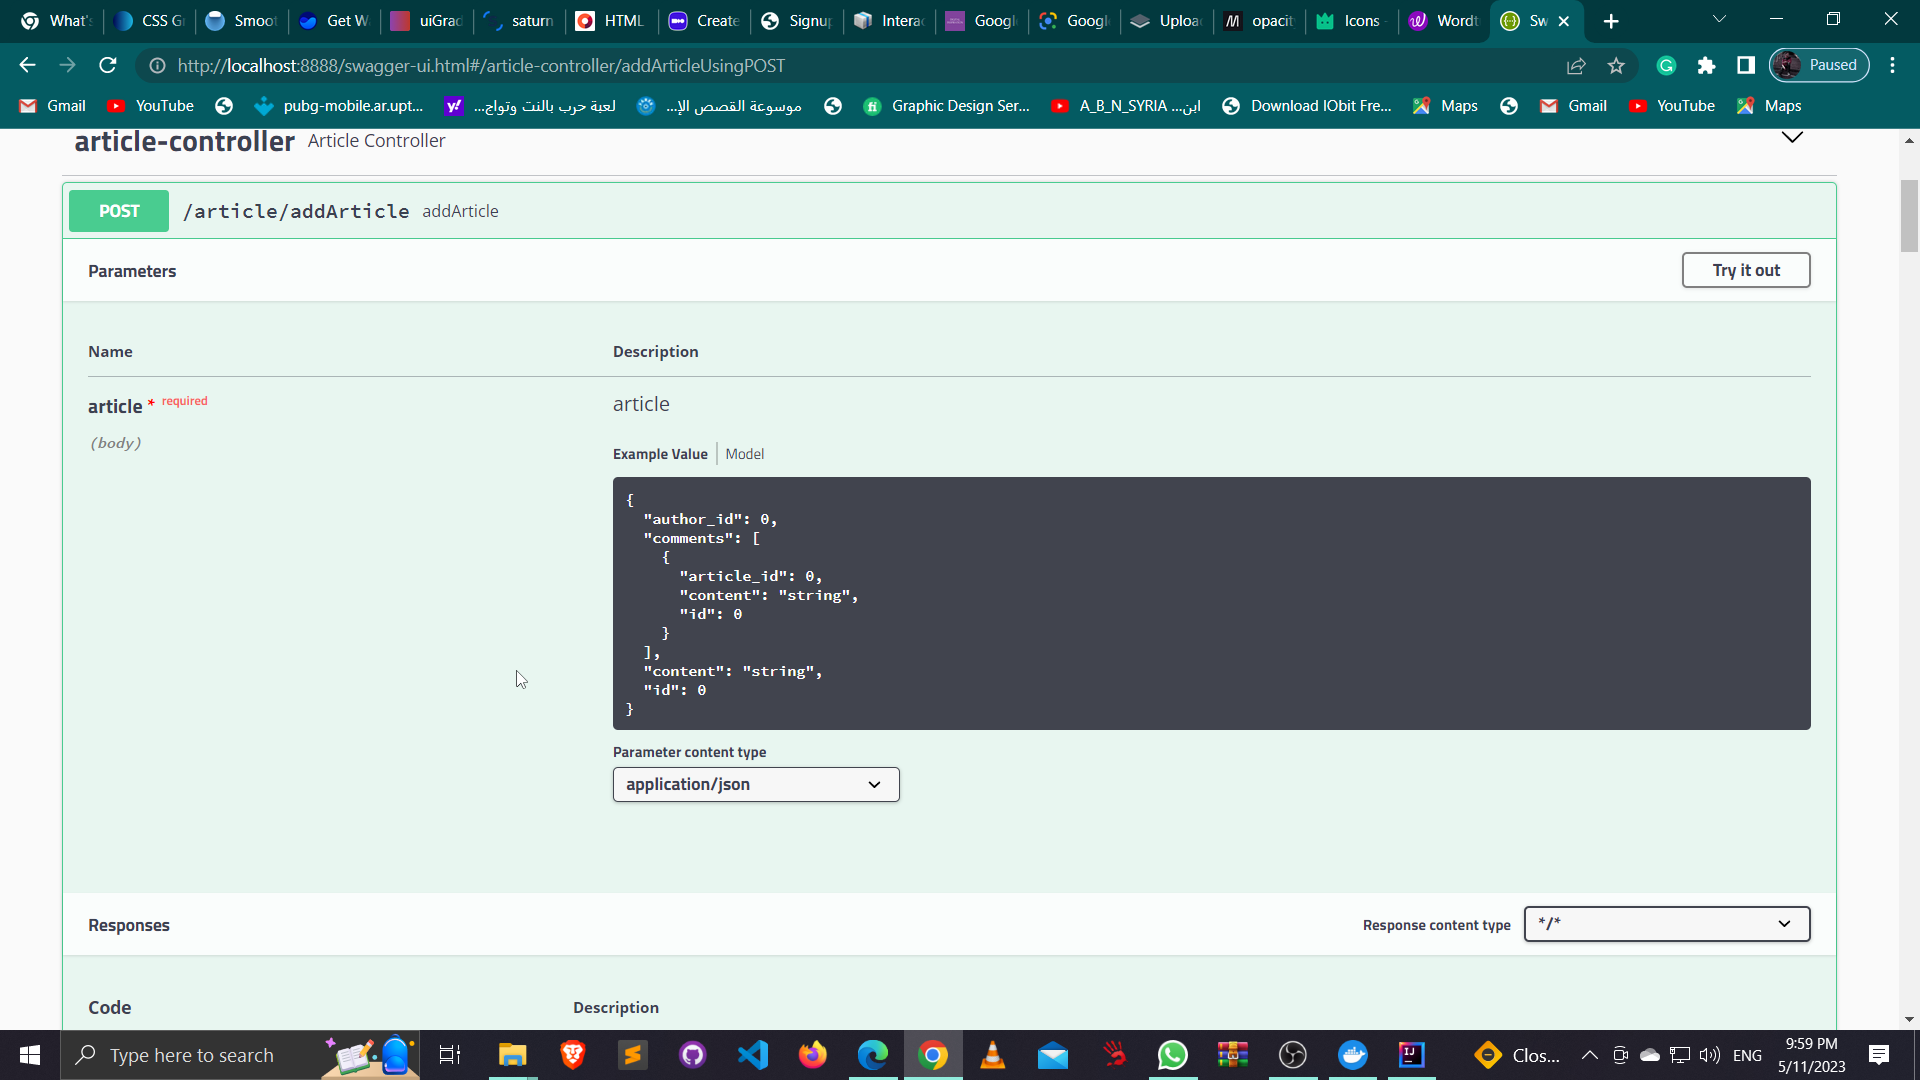 What's
CSS Gr
Smoot
Get Wa
uiGrad
saturn
HTML
Create
Signup
Interac
Google
Google
Upload
opacit
Icons -
Wordt
Sw
http://localhost:8888/swagger-ui.html#/article-controller/addArticleUsingPOST
Paused
Gmail
YouTube
pubg-mobile.ar.upt...
لعبة حرب بالنت وتواج...
موسوعة القصص الإ...
Graphic Design Ser...
A_B_N_SYRIA ...ابن
Download IObit Fre...
Maps
Gmail
YouTube
Maps
article-controller Article Controller
POST /article/addArticle addArticle
Parameters
Try it out
Name Description
article * required
(body)
article
Example Value Model
{
"author_id": 0,
"comments": [
{
"article_id": 0,
"content": "string",
"id": 0
}
],
"content": "string",
"id": 0
}
Parameter content type
application/json
Responses
Response content type */*
Code Description
Type here to search
Clos...
ENG
9:59 PM
5/11/2023